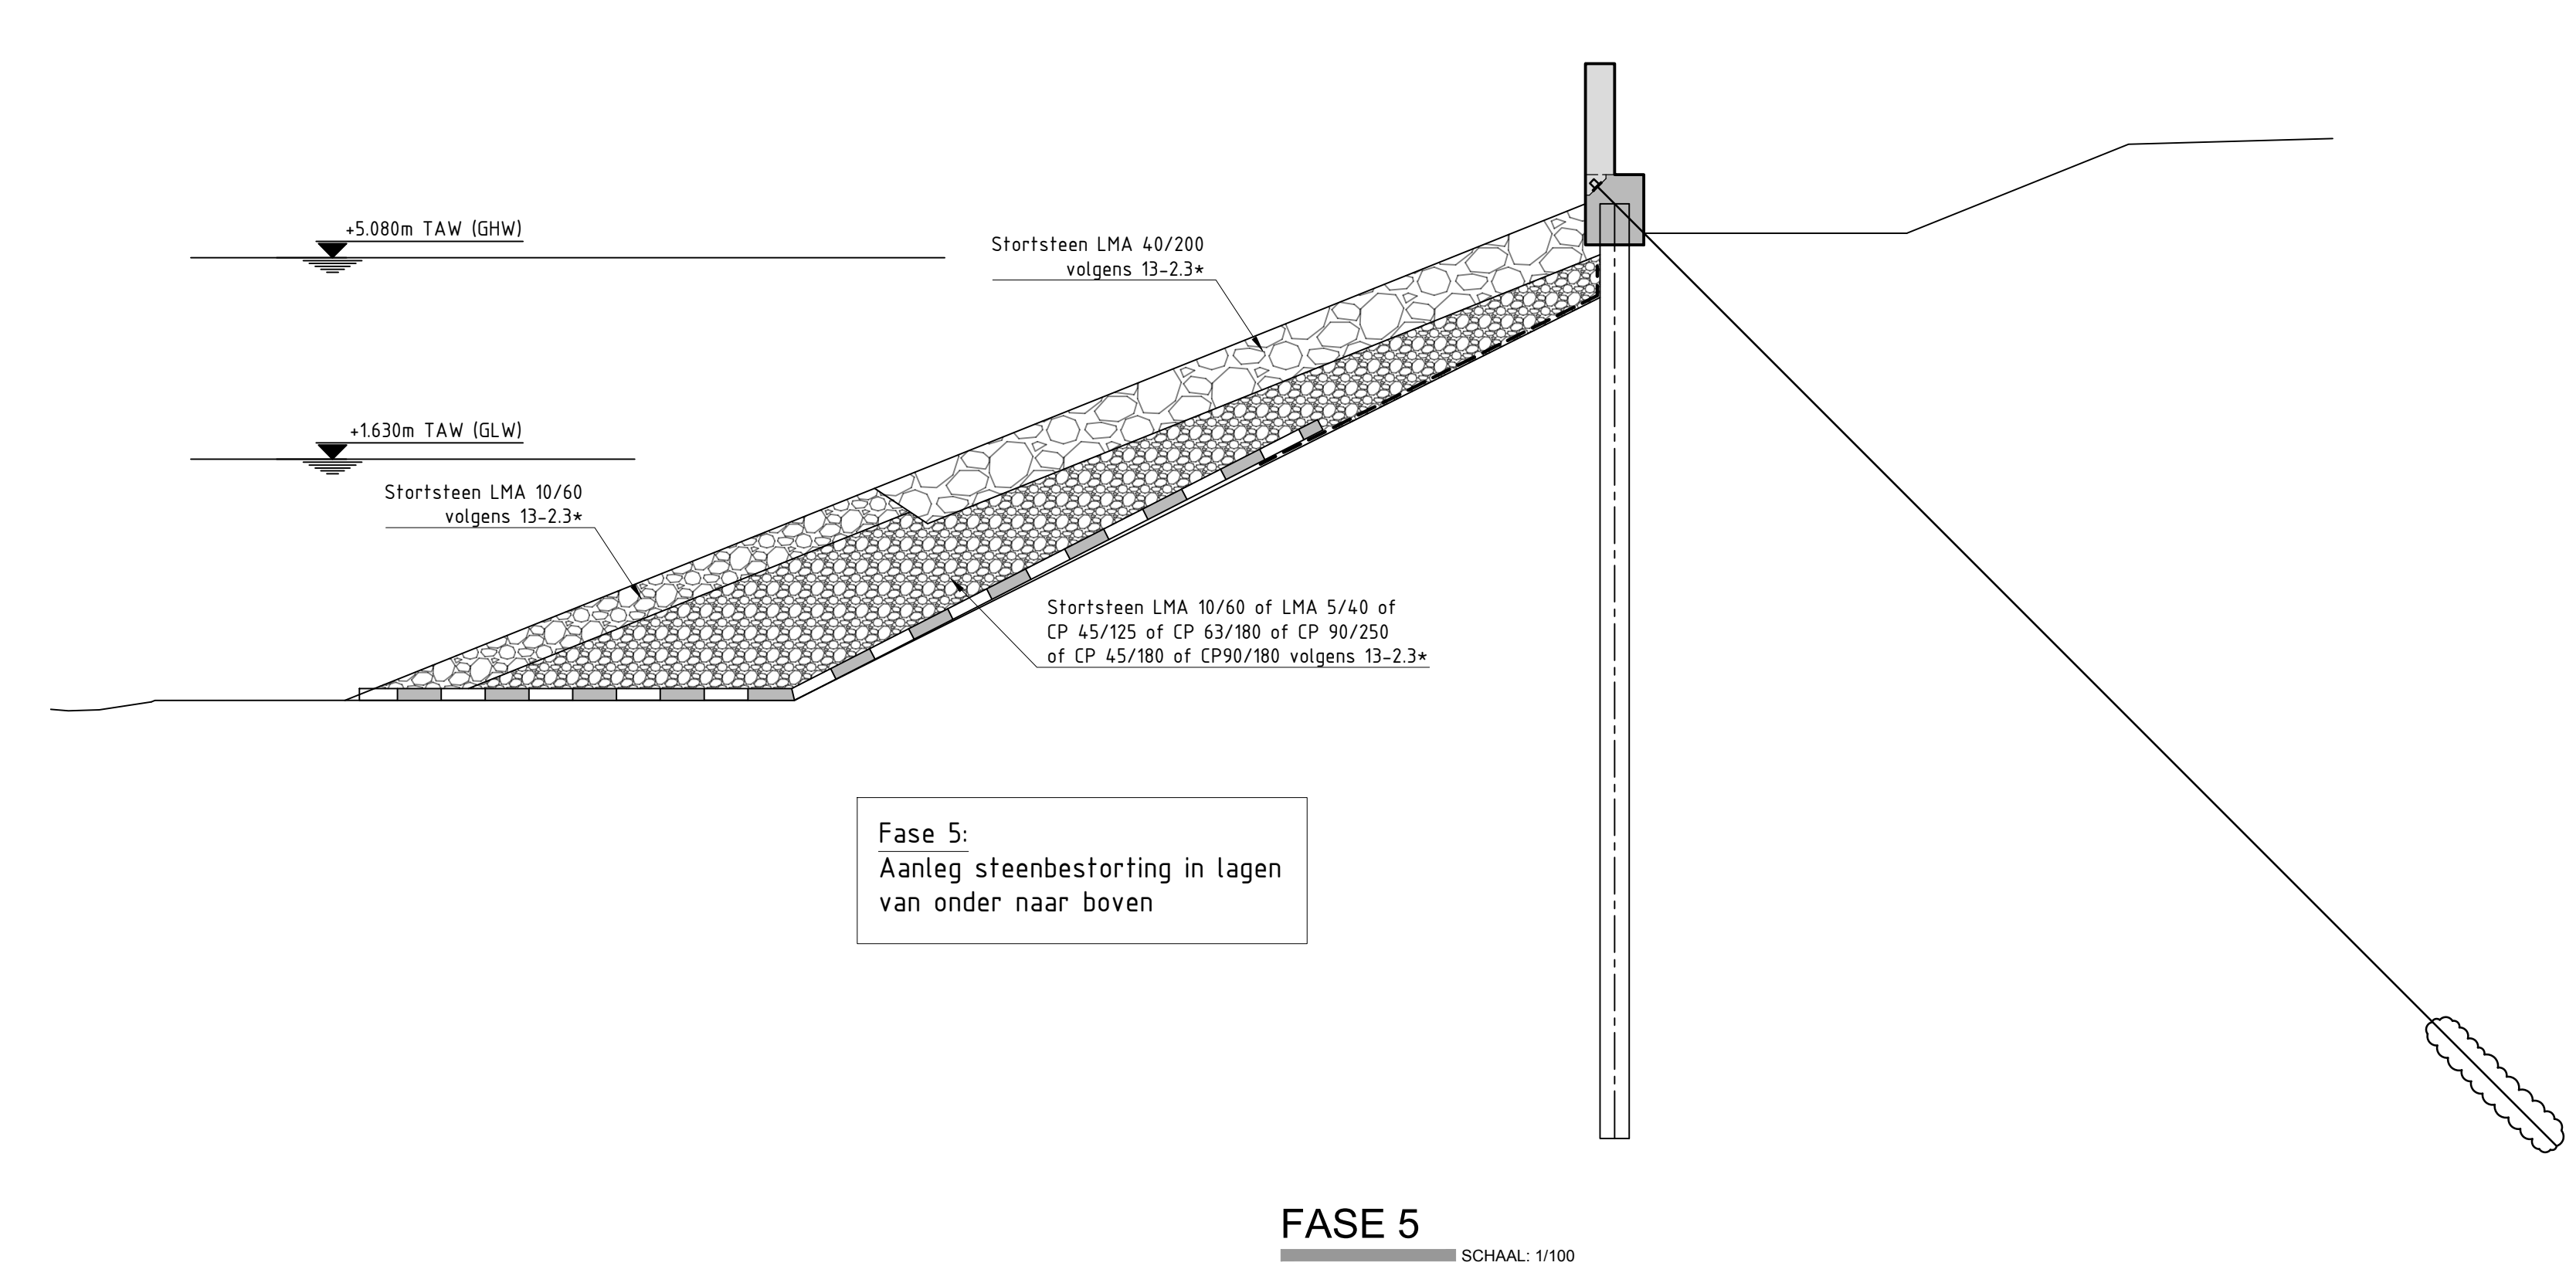 +5.080m TAW (GHW)
Stortsteen LMA 40/200
volgens 13-2.3*
+1.630m TAW (GLW)
Stortsteen LMA 10/60
volgens 13-2.3*
Stortsteen LMA 10/60 of LMA 5/40 of
CP 45/125 of CP 63/180 of CP 90/250
of CP 45/180 of CP90/180 volgens 13-2.3*
Fase 5:
Aanleg steenbestorting in lagen
van onder naar boven
FASE 5
SCHAAL: 1/100